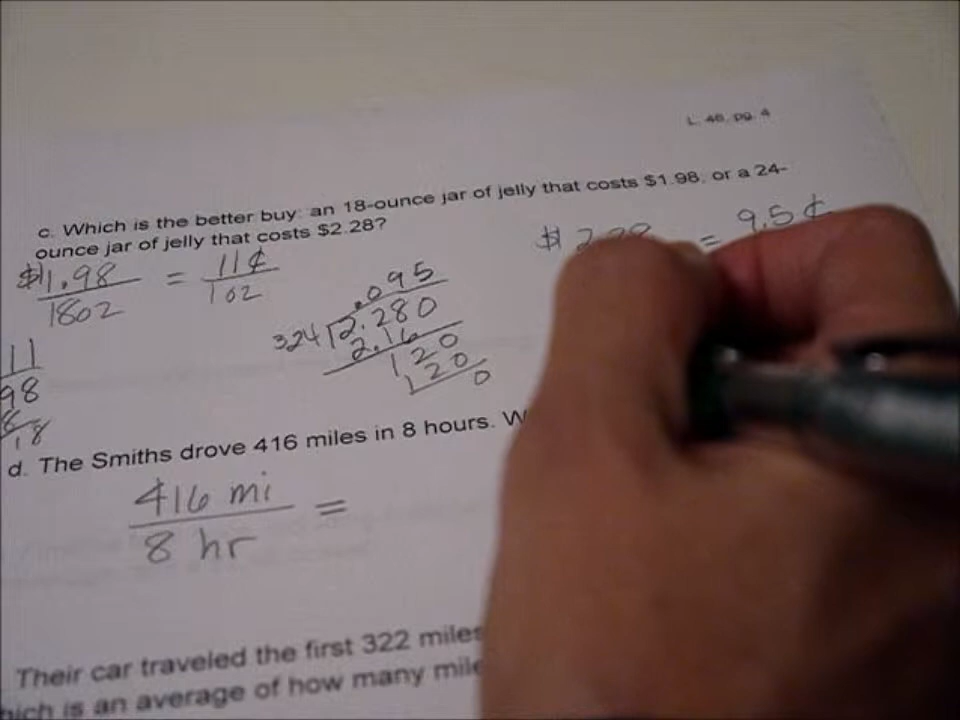 L. 46, pg. 4
c. Which is the better buy: an 18-ounce jar of jelly that costs $1.98, or a 24-
ounce jar of jelly that costs $2.28?
$1.98 / 18oz = 11¢ / 1oz
= 9.5¢
.095
324 2.280
2.16
120
120
0
11
98
18
d. The Smiths drove 416 miles in 8 hours.
416 mi / 8 hr =
Their car traveled the first 322 miles
is an average of how many